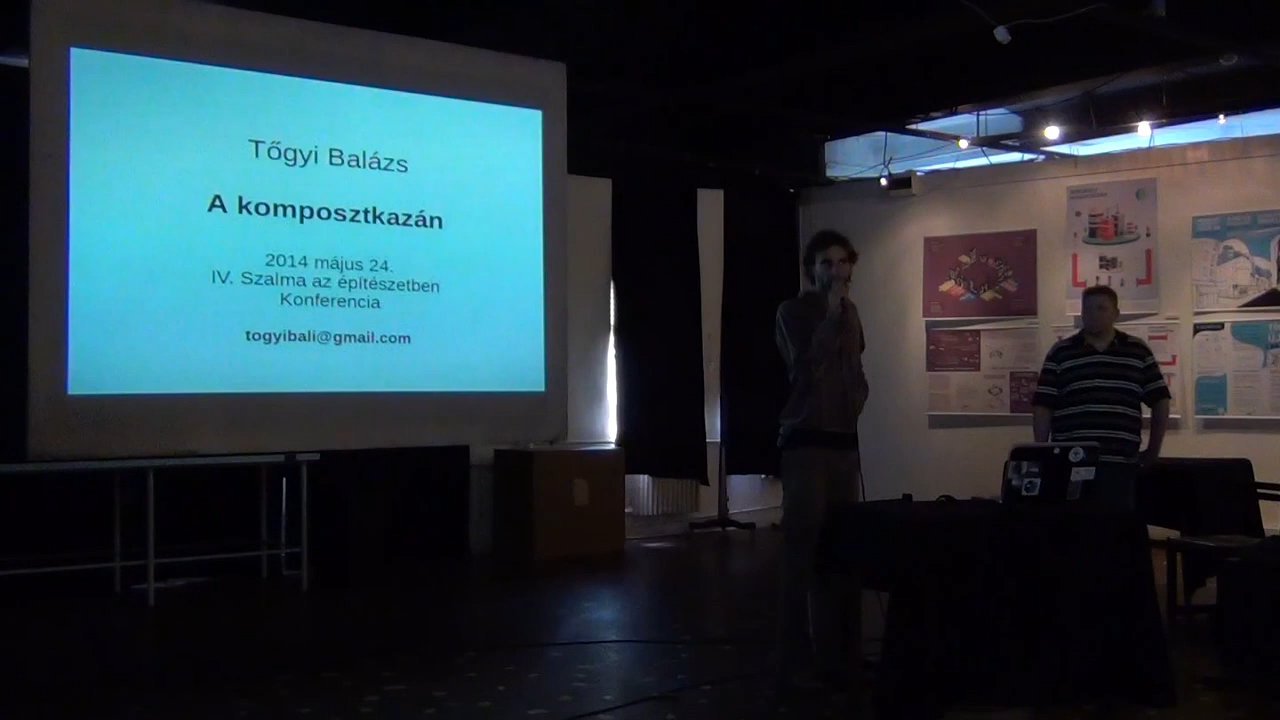 Tőgyi Balázs
A komposztkazán
2014 május 24.
IV. Szalma az építészetben
Konferencia
togyibali@gmail.com